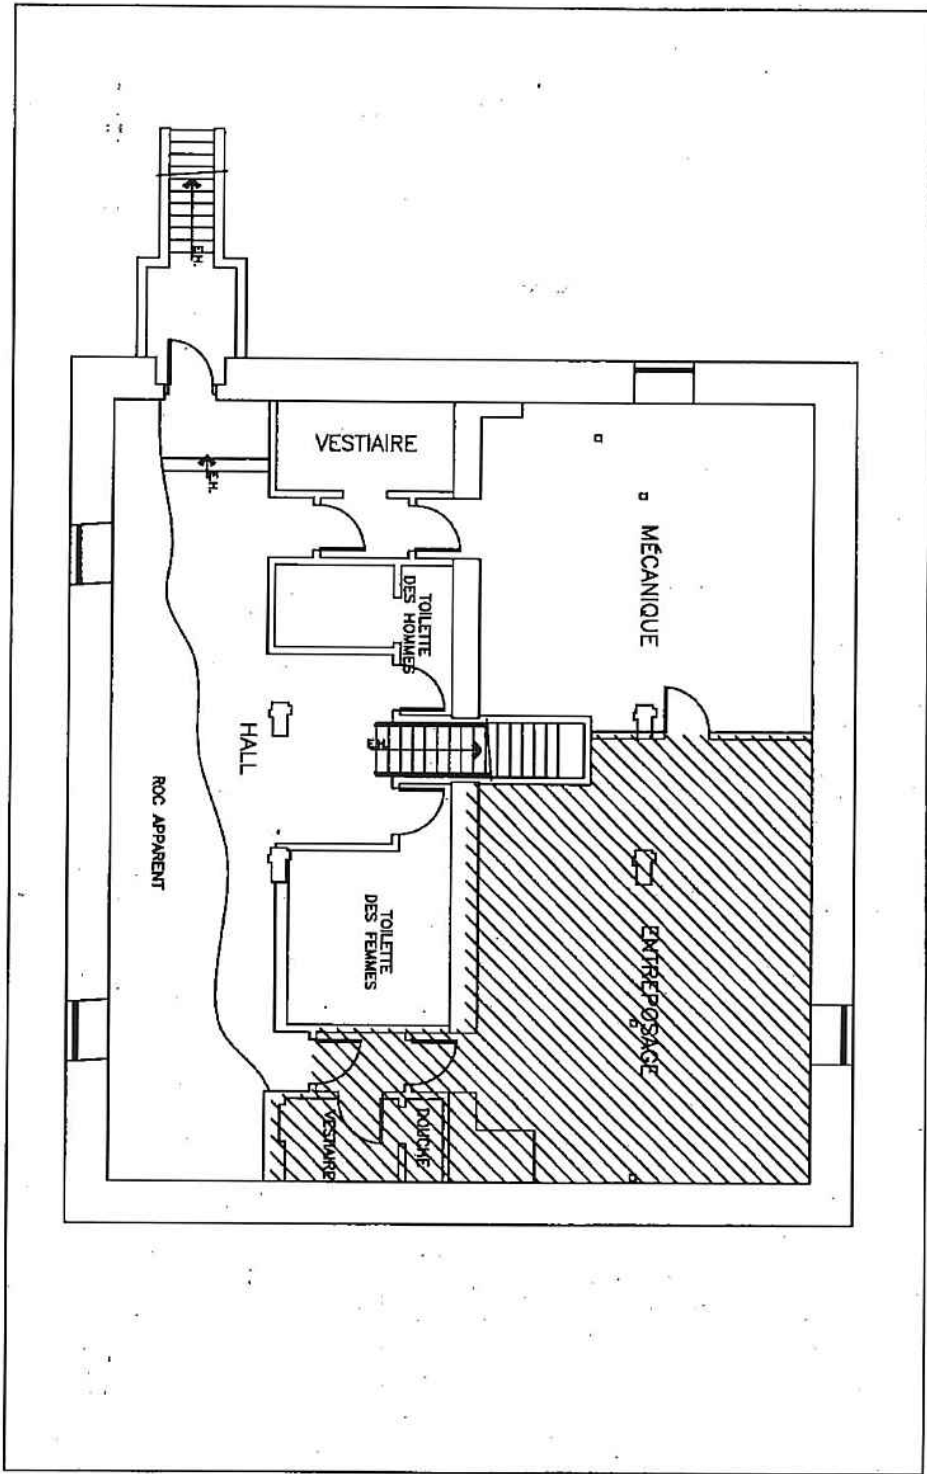 E.H.
E.H.
VESTIAIRE
MÉCANIQUE
TOILETTE
DES HOMMES
E.H.
HALL
ROC APPARENT
TOILETTE
DES FEMMES
ENTREPOSAGE
DOUCHE
VESTIAIRE